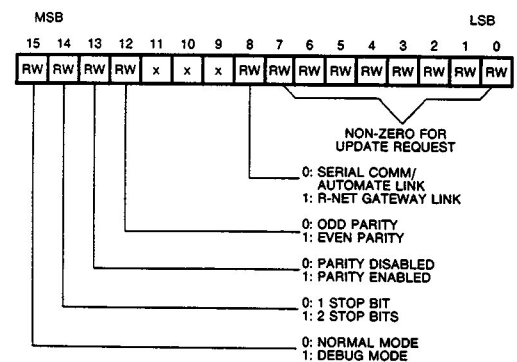 MSB LSB
15 14 13 12 11 10 9 8 7 6 5 4 3 2 1 0
RW RW RW RW x x x RW RW RW RW RW RW RW RW RW
NON-ZERO FOR
UPDATE REQUEST
0: SERIAL COMM/
AUTOMATE LINK
1: R-NET GATEWAY LINK
0: ODD PARITY
1: EVEN PARITY
0: PARITY DISABLED
1: PARITY ENABLED
0: 1 STOP BIT
1: 2 STOP BITS
0: NORMAL MODE
1: DEBUG MODE